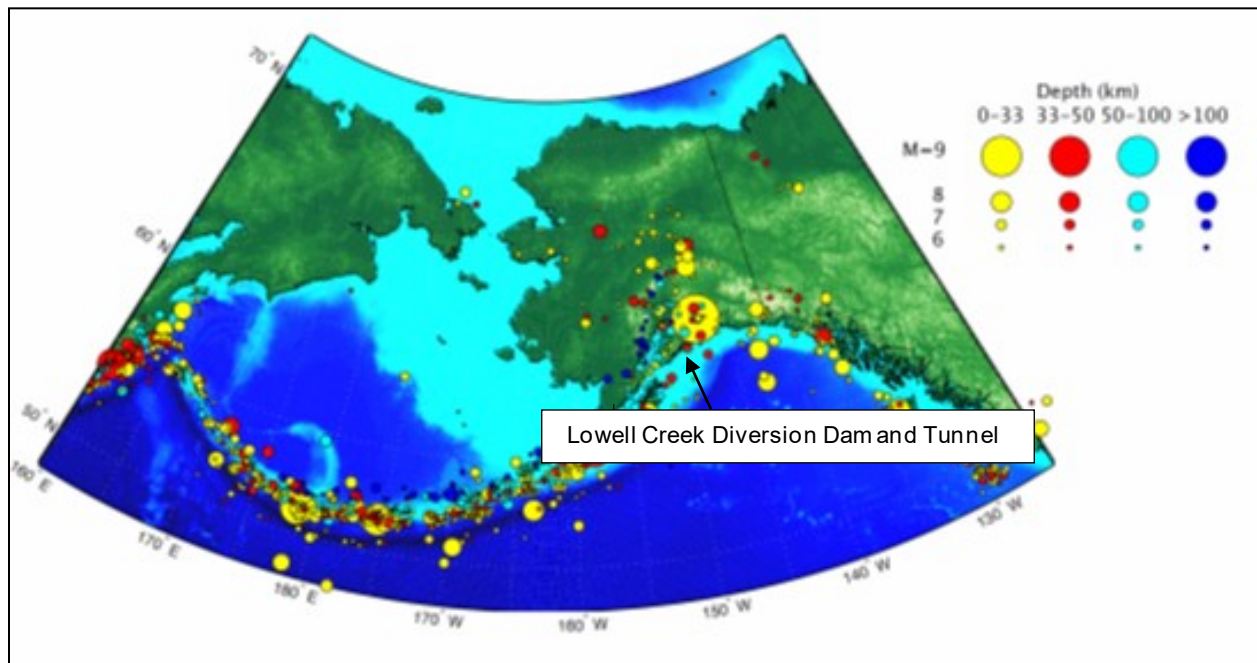 70° N
60° N
50° N
160° E
170° E
180° E
170° W
160° W
150° W
140° W
130° W
Depth (km)
0-33 33-50 50-100 >100
M=9
8
7
6
Lowell Creek Diversion Dam and Tunnel